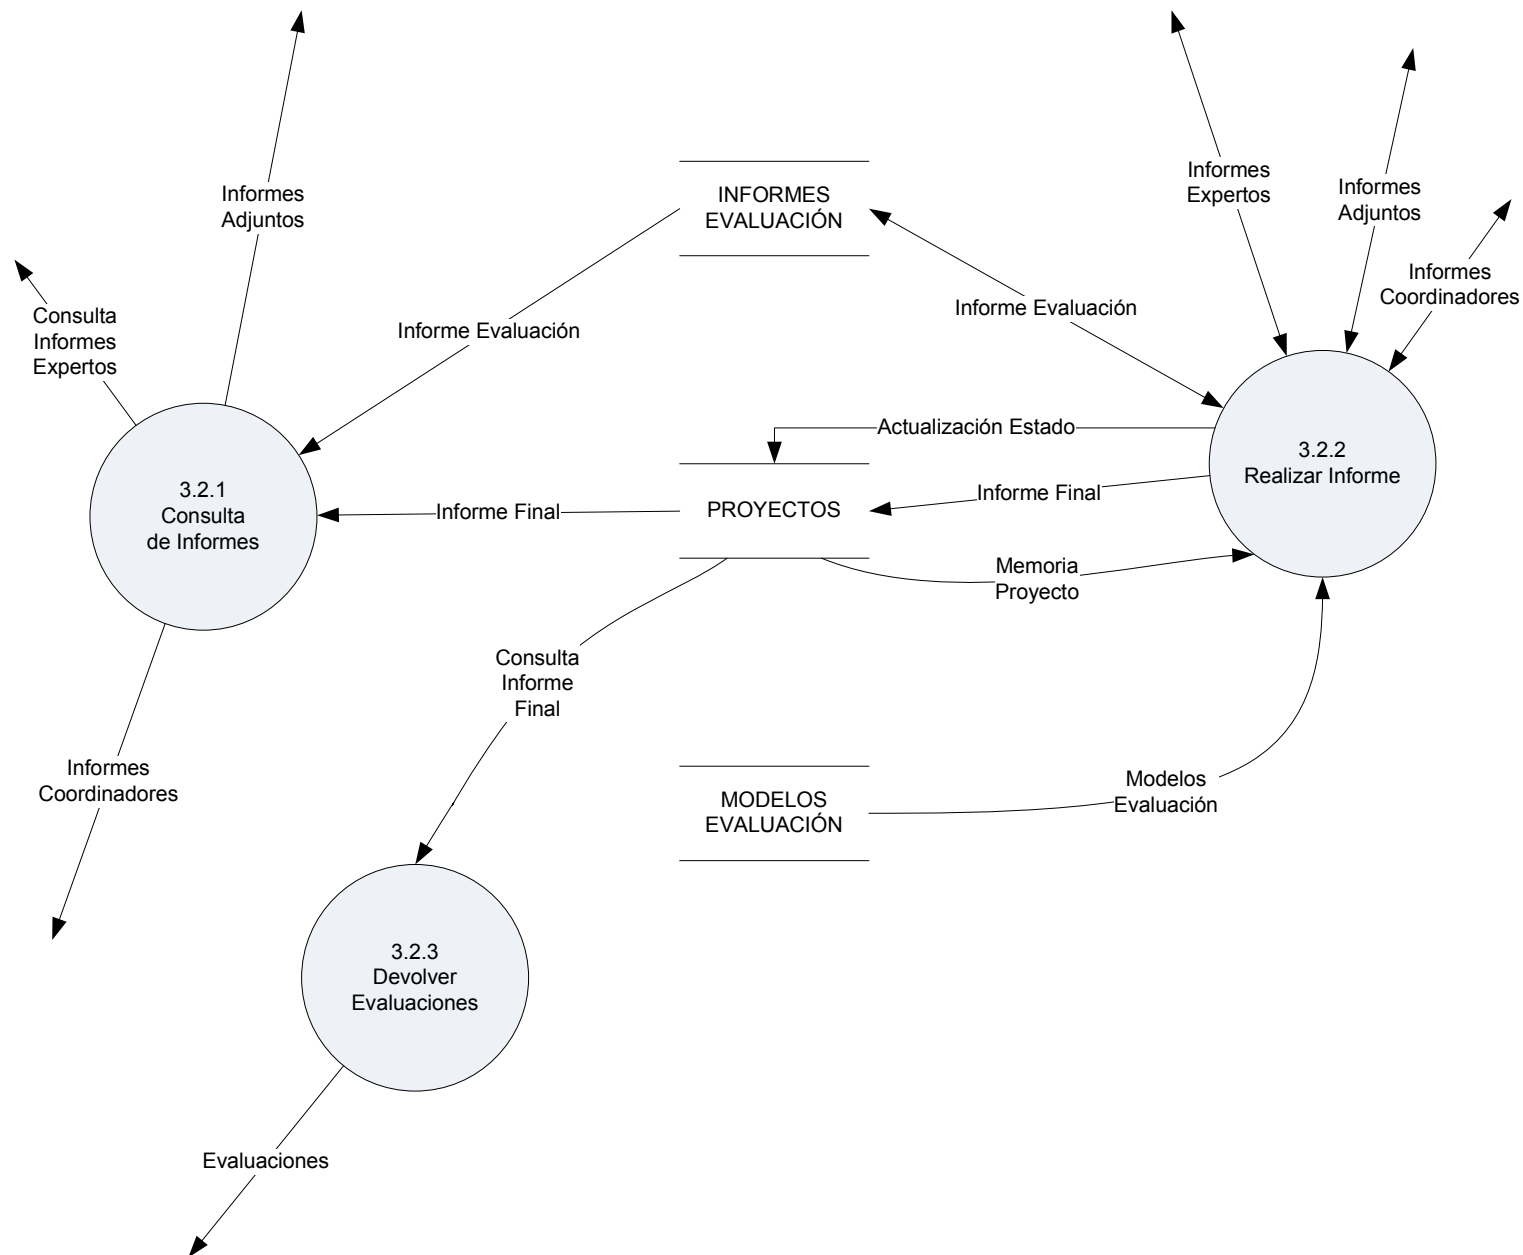 Informes
Expertos
Informes
Adjuntos
Informes
Adjuntos
INFORMES
EVALUACIÓN
Informes
Coordinadores
Consulta
Informes
Expertos
Informe Evaluación
Informe Evaluación
Actualización Estado
3.2.2
Realizar Informe
3.2.1
Consulta
de Informes
Informe Final
PROYECTOS
Informe Final
Memoria
Proyecto
Consulta
Informe
Final
Informes
Coordinadores
MODELOS
EVALUACIÓN
Modelos
Evaluación
3.2.3
Devolver
Evaluaciones
Evaluaciones